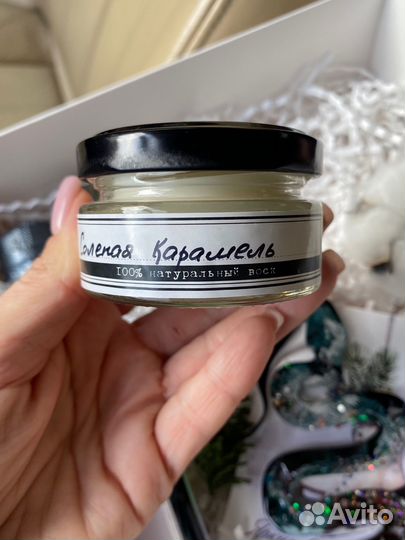 Соленая Карамель
100% натуральный воск
Avito